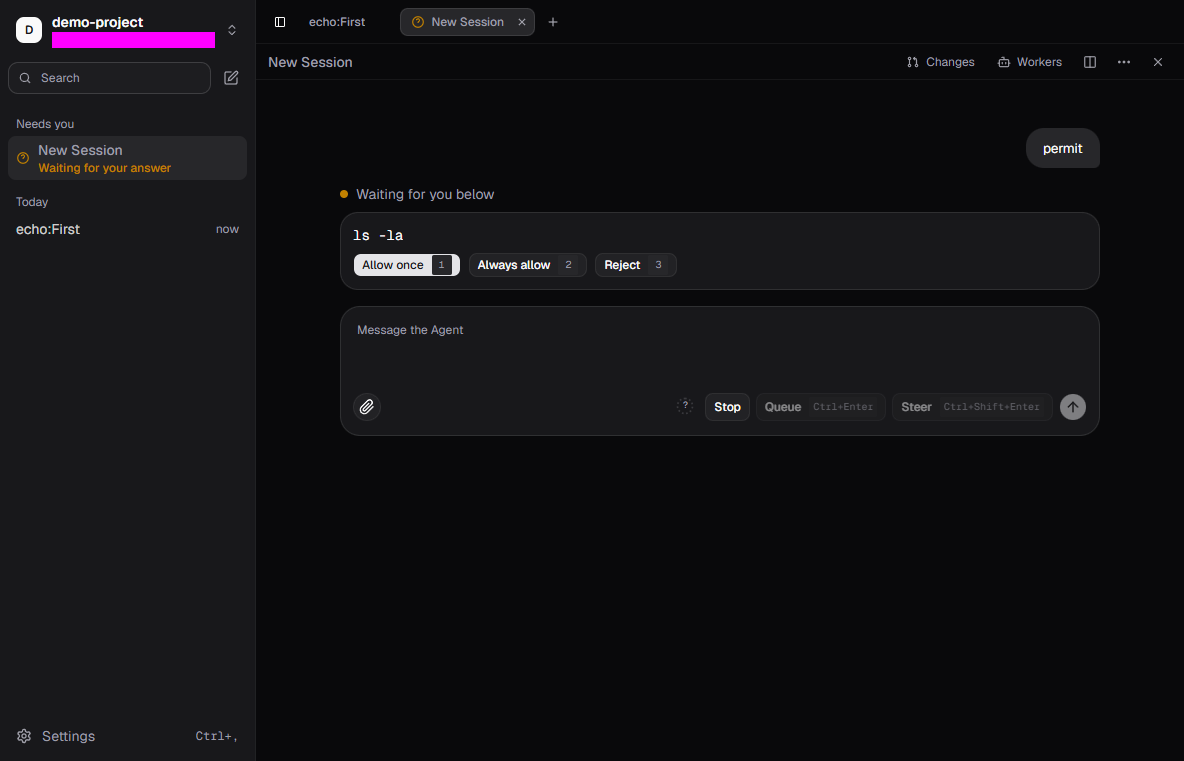 D
demo-project
Search
Needs you
New Session
Waiting for your answer
Today
echo:First now
Settings Ctrl+,
echo:First New Session
New Session Changes Workers
permit
Waiting for you below
ls -la
Allow once 1 Always allow 2 Reject 3
Message the Agent
? Stop Queue Ctrl+Enter Steer Ctrl+Shift+Enter